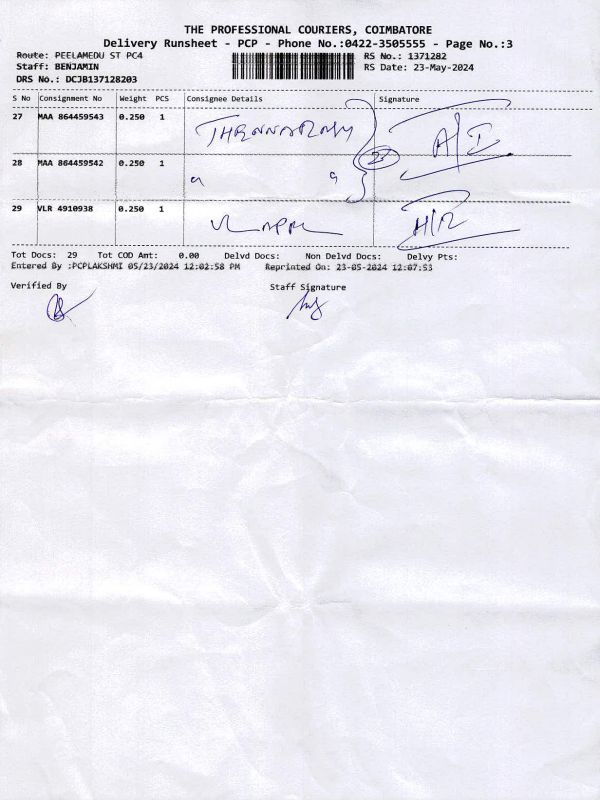 THE PROFESSIONAL COURIERS, COIMBATORE
Delivery Runsheet - PCP - Phone No.:0422-3505555 - Page No.:3
Route: PEELAMEDU ST PC4 RS No.: 1371282
Staff: BENJAMIN RS Date: 23-May-2024
DRS No.: DCJB137128203
S No Consignment No Weight PCS Consignee Details Signature
27 MAA 864459543 0.250 1
28 MAA 864459542 0.250 1
29 VLR 4910938 0.250 1
Tot Docs: 29 Tot COD Amt: 0.00 Delvd Docs: Non Delvd Docs: Delvy Pts:
Entered By :PCPLAKSHMI 05/23/2024 12:02:58 PM Reprinted On: 23-05-2024 12:07:53
Verified By Staff Signature